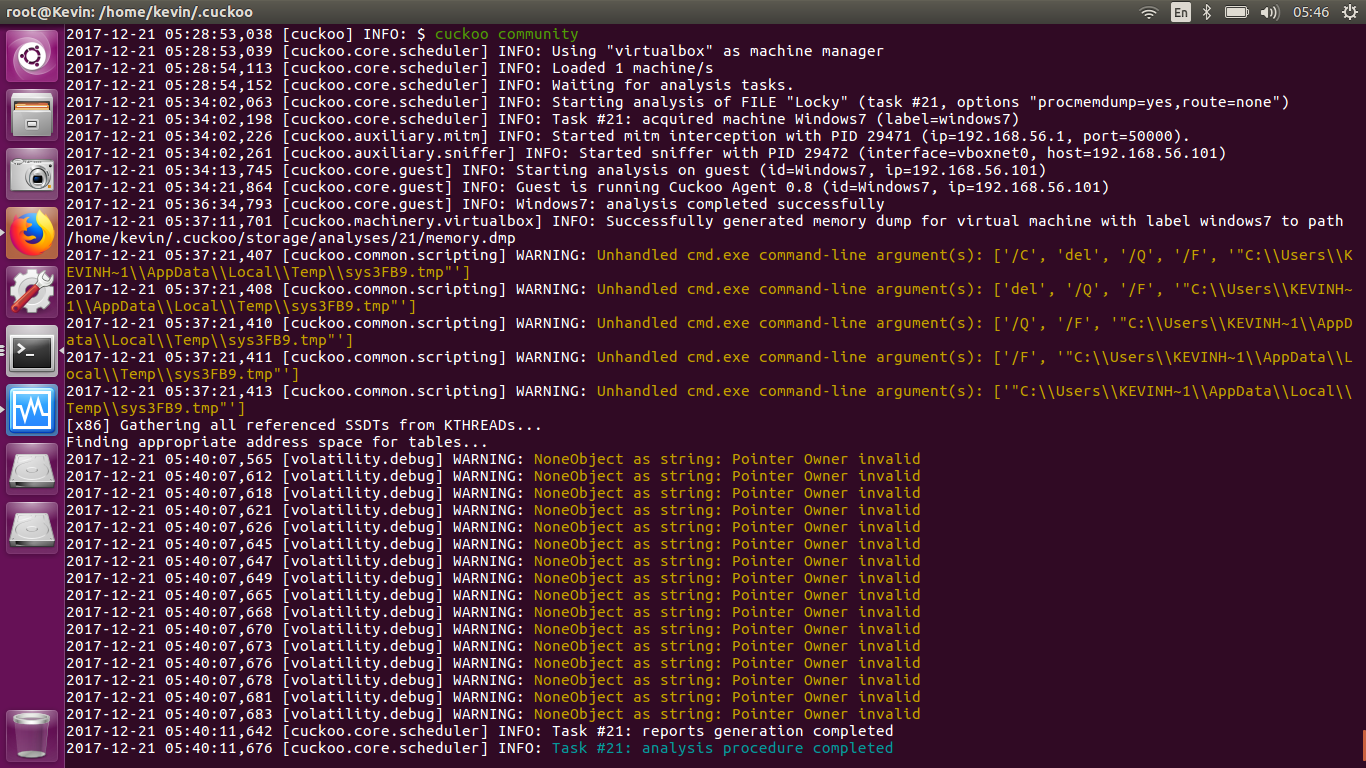 root@Kevin: /home/kevin/.cuckoo
En
05:46
2017-12-21 05:28:53,038 [cuckoo] INFO: $ cuckoo community
2017-12-21 05:28:53,039 [cuckoo.core.scheduler] INFO: Using "virtualbox" as machine manager
2017-12-21 05:28:54,113 [cuckoo.core.scheduler] INFO: Loaded 1 machine/s
2017-12-21 05:28:54,152 [cuckoo.core.scheduler] INFO: Waiting for analysis tasks.
2017-12-21 05:34:02,063 [cuckoo.core.scheduler] INFO: Starting analysis of FILE "Locky" (task #21, options "procmemdump=yes,route=none")
2017-12-21 05:34:02,198 [cuckoo.core.scheduler] INFO: Task #21: acquired machine Windows7 (label=windows7)
2017-12-21 05:34:02,226 [cuckoo.auxiliary.mitm] INFO: Started mitm interception with PID 29471 (ip=192.168.56.1, port=50000).
2017-12-21 05:34:02,261 [cuckoo.auxiliary.sniffer] INFO: Started sniffer with PID 29472 (interface=vboxnet0, host=192.168.56.101)
2017-12-21 05:34:13,745 [cuckoo.core.guest] INFO: Starting analysis on guest (id=Windows7, ip=192.168.56.101)
2017-12-21 05:34:21,864 [cuckoo.core.guest] INFO: Guest is running Cuckoo Agent 0.8 (id=Windows7, ip=192.168.56.101)
2017-12-21 05:36:34,793 [cuckoo.core.guest] INFO: Windows7: analysis completed successfully
2017-12-21 05:37:11,701 [cuckoo.machinery.virtualbox] INFO: Successfully generated memory dump for virtual machine with label windows7 to path
/home/kevin/.cuckoo/storage/analyses/21/memory.dmp
2017-12-21 05:37:21,407 [cuckoo.common.scripting] WARNING: Unhandled cmd.exe command-line argument(s): ['/C', 'del', '/Q', '/F', '"C:\\Users\\K
EVINH~1\\AppData\\Local\\Temp\\sys3FB9.tmp"']
2017-12-21 05:37:21,408 [cuckoo.common.scripting] WARNING: Unhandled cmd.exe command-line argument(s): ['del', '/Q', '/F', '"C:\\Users\\KEVINH~
1\\AppData\\Local\\Temp\\sys3FB9.tmp"']
2017-12-21 05:37:21,410 [cuckoo.common.scripting] WARNING: Unhandled cmd.exe command-line argument(s): ['/Q', '/F', '"C:\\Users\\KEVINH~1\\AppD
ata\\Local\\Temp\\sys3FB9.tmp"']
2017-12-21 05:37:21,411 [cuckoo.common.scripting] WARNING: Unhandled cmd.exe command-line argument(s): ['/F', '"C:\\Users\\KEVINH~1\\AppData\\L
ocal\\Temp\\sys3FB9.tmp"']
2017-12-21 05:37:21,413 [cuckoo.common.scripting] WARNING: Unhandled cmd.exe command-line argument(s): ['"C:\\Users\\KEVINH~1\\AppData\\Local\\
Temp\\sys3FB9.tmp"']
[x86] Gathering all referenced SSDTs from KTHREADs...
Finding appropriate address space for tables...
2017-12-21 05:40:07,565 [volatility.debug] WARNING: NoneObject as string: Pointer Owner invalid
2017-12-21 05:40:07,612 [volatility.debug] WARNING: NoneObject as string: Pointer Owner invalid
2017-12-21 05:40:07,618 [volatility.debug] WARNING: NoneObject as string: Pointer Owner invalid
2017-12-21 05:40:07,621 [volatility.debug] WARNING: NoneObject as string: Pointer Owner invalid
2017-12-21 05:40:07,626 [volatility.debug] WARNING: NoneObject as string: Pointer Owner invalid
2017-12-21 05:40:07,645 [volatility.debug] WARNING: NoneObject as string: Pointer Owner invalid
2017-12-21 05:40:07,647 [volatility.debug] WARNING: NoneObject as string: Pointer Owner invalid
2017-12-21 05:40:07,649 [volatility.debug] WARNING: NoneObject as string: Pointer Owner invalid
2017-12-21 05:40:07,665 [volatility.debug] WARNING: NoneObject as string: Pointer Owner invalid
2017-12-21 05:40:07,668 [volatility.debug] WARNING: NoneObject as string: Pointer Owner invalid
2017-12-21 05:40:07,670 [volatility.debug] WARNING: NoneObject as string: Pointer Owner invalid
2017-12-21 05:40:07,673 [volatility.debug] WARNING: NoneObject as string: Pointer Owner invalid
2017-12-21 05:40:07,676 [volatility.debug] WARNING: NoneObject as string: Pointer Owner invalid
2017-12-21 05:40:07,678 [volatility.debug] WARNING: NoneObject as string: Pointer Owner invalid
2017-12-21 05:40:07,681 [volatility.debug] WARNING: NoneObject as string: Pointer Owner invalid
2017-12-21 05:40:07,683 [volatility.debug] WARNING: NoneObject as string: Pointer Owner invalid
2017-12-21 05:40:11,642 [cuckoo.core.scheduler] INFO: Task #21: reports generation completed
2017-12-21 05:40:11,676 [cuckoo.core.scheduler] INFO: Task #21: analysis procedure completed